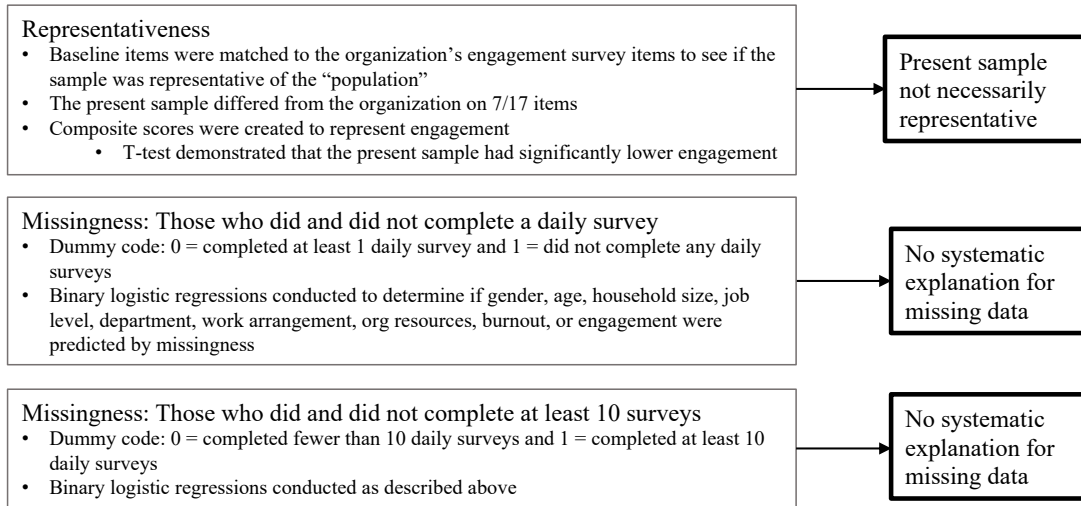 Representativeness
• Baseline items were matched to the organization’s engagement survey items to see if the
sample was representative of the “population”
• The present sample differed from the organization on 7/17 items
• Composite scores were created to represent engagement
• T-test demonstrated that the present sample had significantly lower engagement
Present sample
not necessarily
representative
Missingness: Those who did and did not complete a daily survey
• Dummy code: 0 = completed at least 1 daily survey and 1 = did not complete any daily
surveys
• Binary logistic regressions conducted to determine if gender, age, household size, job
level, department, work arrangement, org resources, burnout, or engagement were
predicted by missingness
No systematic
explanation for
missing data
Missingness: Those who did and did not complete at least 10 surveys
• Dummy code: 0 = completed fewer than 10 daily surveys and 1 = completed at least 10
daily surveys
• Binary logistic regressions conducted as described above
No systematic
explanation for
missing data